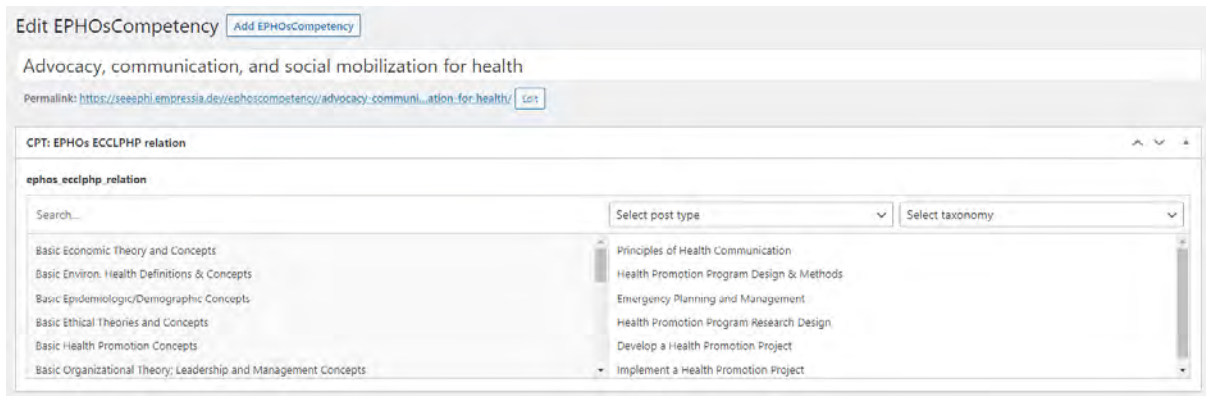 Edit EPHOsCompetency Add EPHOsCompetency
Advocacy, communication, and social mobilization for health
Permalink: https://seeephi.empressia.dev/ephoscompetency/advocacy-communi...ation-for-health/ Edit
CPT: EPHOs ECCLPHP relation
ephos_ecclphp_relation
Search... Select post type Select taxonomy
Basic Economic Theory and Concepts Principles of Health Communication
Basic Environ. Health Definitions & Concepts Health Promotion Program Design & Methods
Basic Epidemiologic/Demographic Concepts Emergency Planning and Management
Basic Ethical Theories and Concepts Health Promotion Program Research Design
Basic Health Promotion Concepts Develop a Health Promotion Project
Basic Organizational Theory; Leadership and Management Concepts Implement a Health Promotion Project